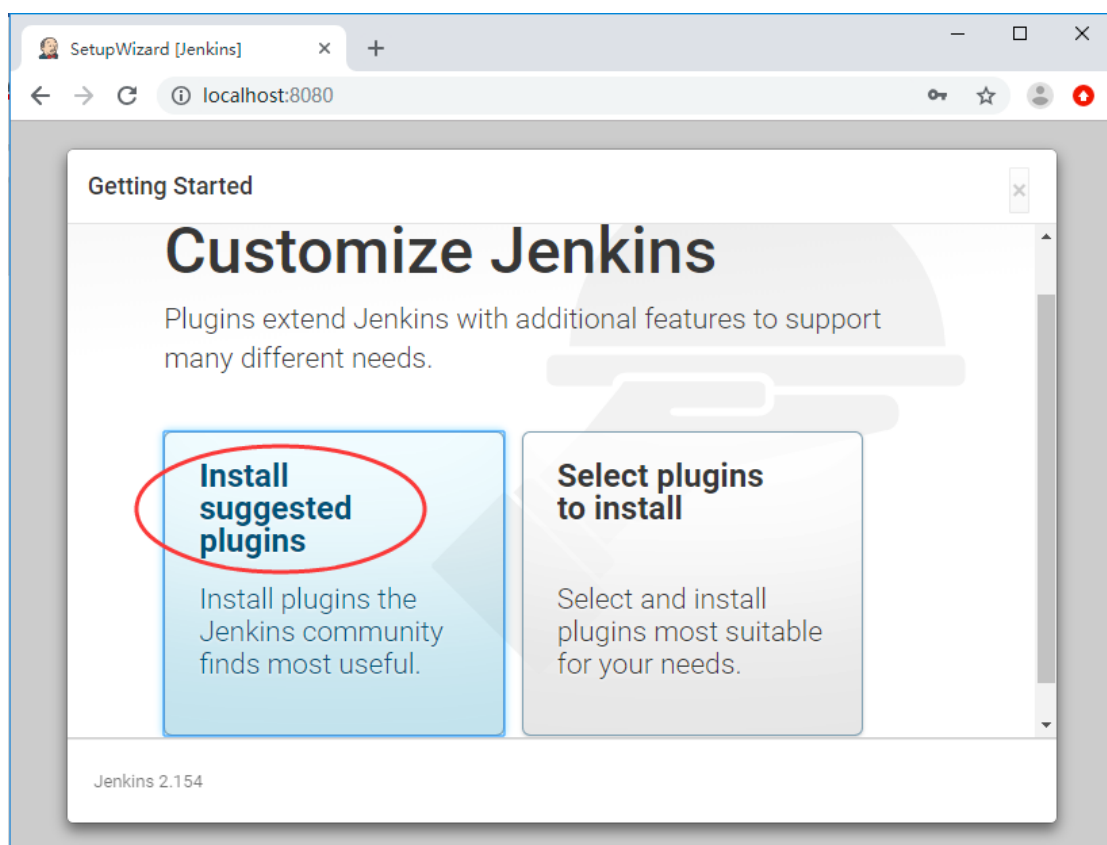 SetupWizard [Jenkins]
localhost:8080
Getting Started
Customize Jenkins
Plugins extend Jenkins with additional features to support
many different needs.
Install
suggested
plugins
Install plugins the
Jenkins community
finds most useful.
Select plugins
to install
Select and install
plugins most suitable
for your needs.
Jenkins 2.154